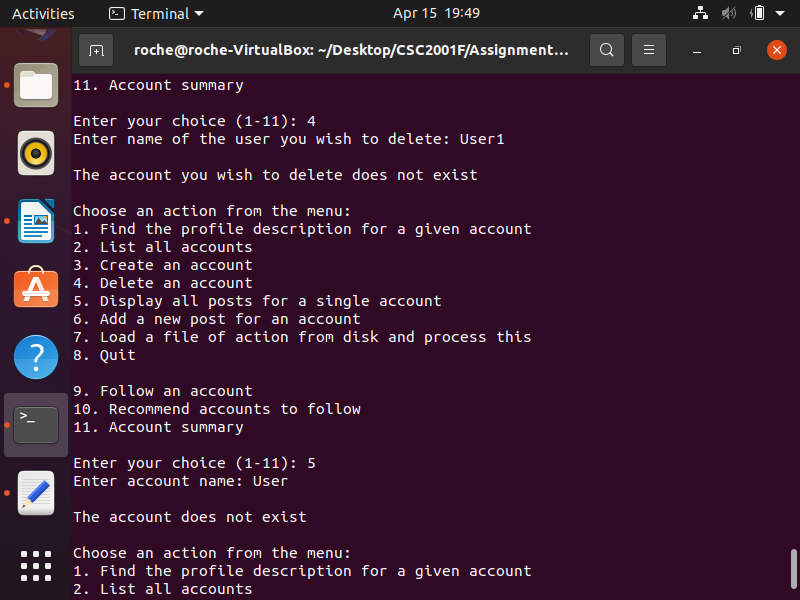 Activities
Terminal
Apr 15 19:49
roche@roche-VirtualBox: ~/Desktop/CSC2001F/Assignment…
11. Account summary
Enter your choice (1-11): 4
Enter name of the user you wish to delete: User1
The account you wish to delete does not exist
Choose an action from the menu:
1. Find the profile description for a given account
2. List all accounts
3. Create an account
4. Delete an account
5. Display all posts for a single account
6. Add a new post for an account
7. Load a file of action from disk and process this
8. Quit
9. Follow an account
10. Recommend accounts to follow
11. Account summary
Enter your choice (1-11): 5
Enter account name: User
The account does not exist
Choose an action from the menu:
1. Find the profile description for a given account
2. List all accounts